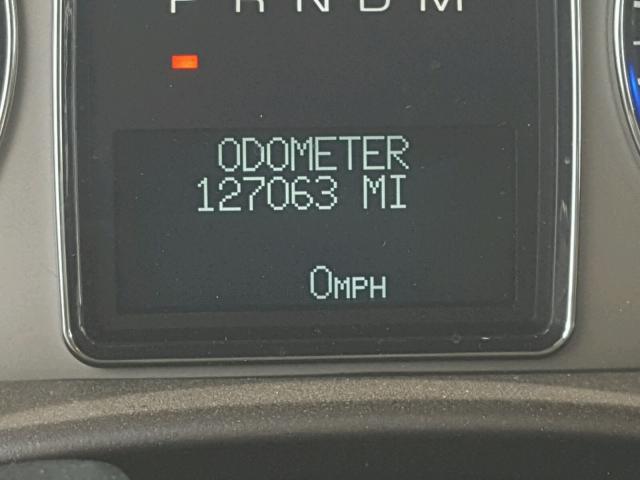 P R N D M
ODOMETER
127063 MI
0MPH